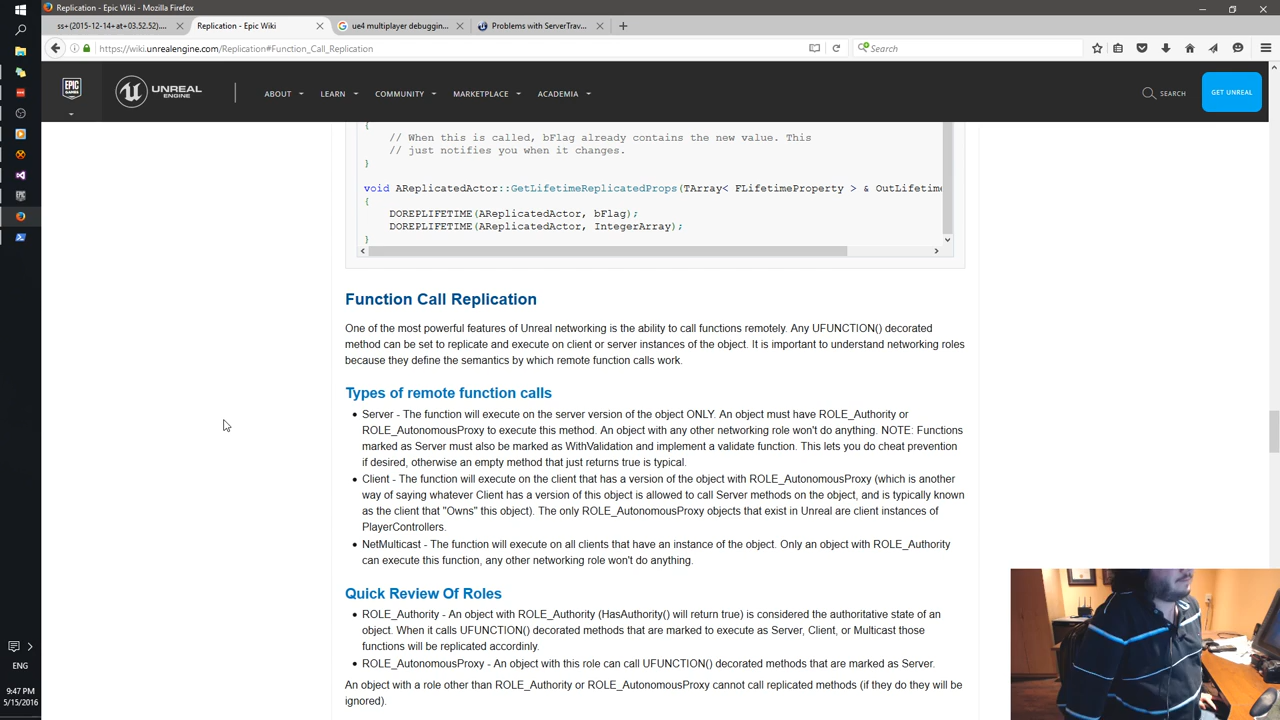 Replication - Epic Wiki - Mozilla Firefox
ss+(2015-12-14+at+03.52.52)....
Replication - Epic Wiki
ue4 multiplayer debugging...
Problems with ServerTrav...
https://wiki.unrealengine.com/Replication#Function_Call_Replication
Search
EPIC GAMES
UNREAL ENGINE
ABOUT
LEARN
COMMUNITY
MARKETPLACE
ACADEMIA
SEARCH
GET UNREAL
{
// When this is called, bFlag already contains the new value. This
// just notifies you when it changes.
}
void AReplicatedActor::GetLifetimeReplicatedProps(TArray< FLifetimeProperty > & OutLifetime
{
DOREPLIFETIME(AReplicatedActor, bFlag);
DOREPLIFETIME(AReplicatedActor, IntegerArray);
}
Function Call Replication
One of the most powerful features of Unreal networking is the ability to call functions remotely. Any UFUNCTION() decorated
method can be set to replicate and execute on client or server instances of the object. It is important to understand networking roles
because they define the semantics by which remote function calls work.
Types of remote function calls
• Server - The function will execute on the server version of the object ONLY. An object must have ROLE_Authority or
ROLE_AutonomousProxy to execute this method. An object with any other networking role won't do anything. NOTE: Functions
marked as Server must also be marked as WithValidation and implement a validate function. This lets you do cheat prevention
if desired, otherwise an empty method that just returns true is typical.
• Client - The function will execute on the client that has a version of the object with ROLE_AutonomousProxy (which is another
way of saying whatever Client has a version of this object is allowed to call Server methods on the object, and is typically known
as the client that "Owns" this object). The only ROLE_AutonomousProxy objects that exist in Unreal are client instances of
PlayerControllers.
• NetMulticast - The function will execute on all clients that have an instance of the object. Only an object with ROLE_Authority
can execute this function, any other networking role won't do anything.
Quick Review Of Roles
• ROLE_Authority - An object with ROLE_Authority (HasAuthority() will return true) is considered the authoritative state of an
object. When it calls UFUNCTION() decorated methods that are marked to execute as Server, Client, or Multicast those
functions will be replicated accordinly.
• ROLE_AutonomousProxy - An object with this role can call UFUNCTION() decorated methods that are marked as Server.
An object with a role other than ROLE_Authority or ROLE_AutonomousProxy cannot call replicated methods (if they do they will be
ignored).
ENG
9:47 PM
5/15/2016